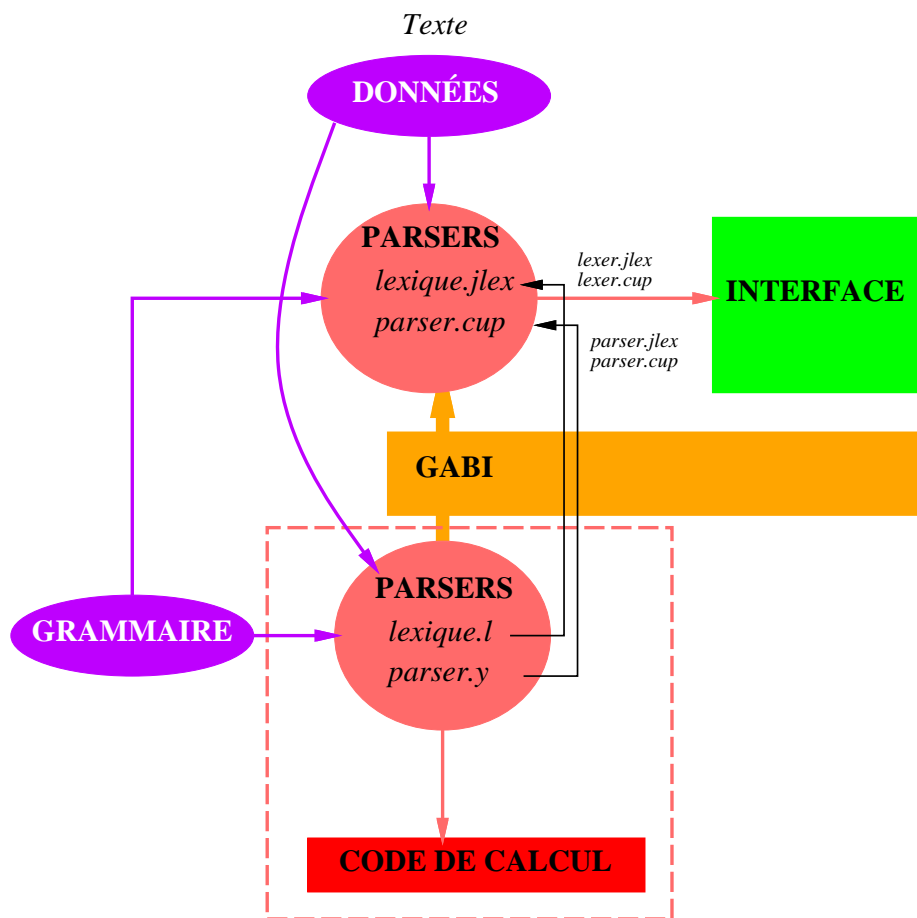 Texte
DONNÉES
PARSERS
lexique.jlex
parser.cup
lexer.jlex
lexer.cup
INTERFACE
parser.jlex
parser.cup
GABI
PARSERS
lexique.l
parser.y
GRAMMAIRE
CODE DE CALCUL